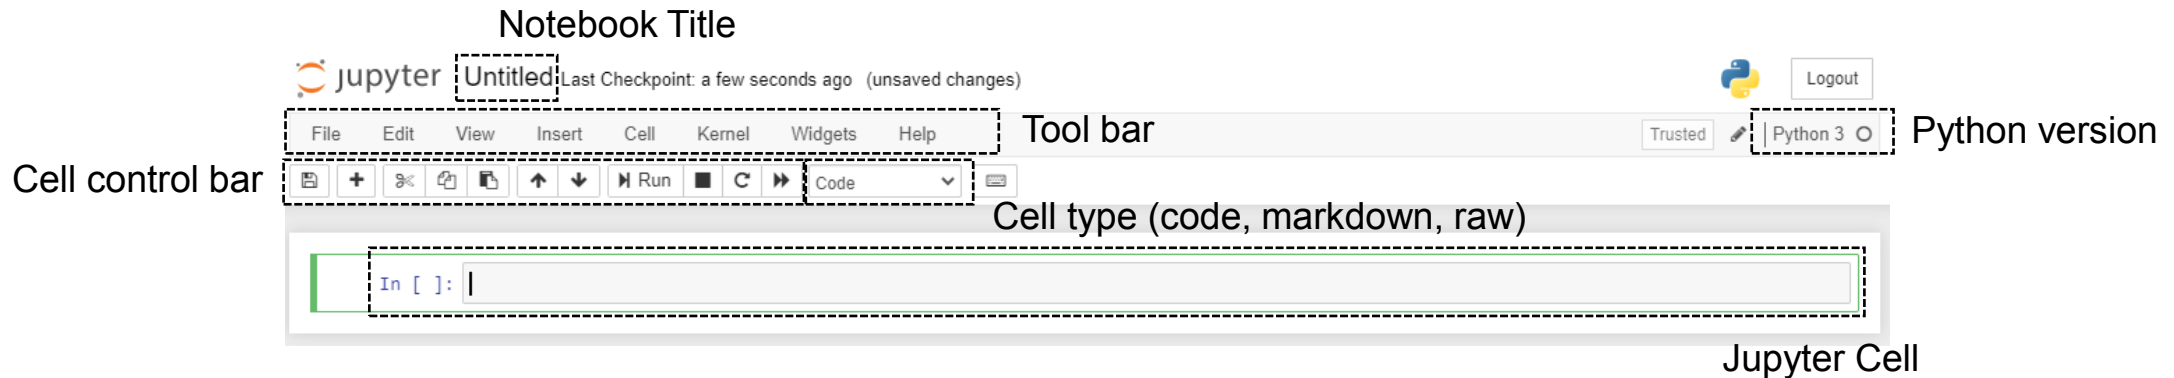 Notebook Title
jupyter Untitled Last Checkpoint: a few seconds ago (unsaved changes) Logout
File Edit View Insert Cell Kernel Widgets Help Tool bar Trusted Python 3 Python version
Cell control bar Run Code
Cell type (code, markdown, raw)
In [ ]:
Jupyter Cell